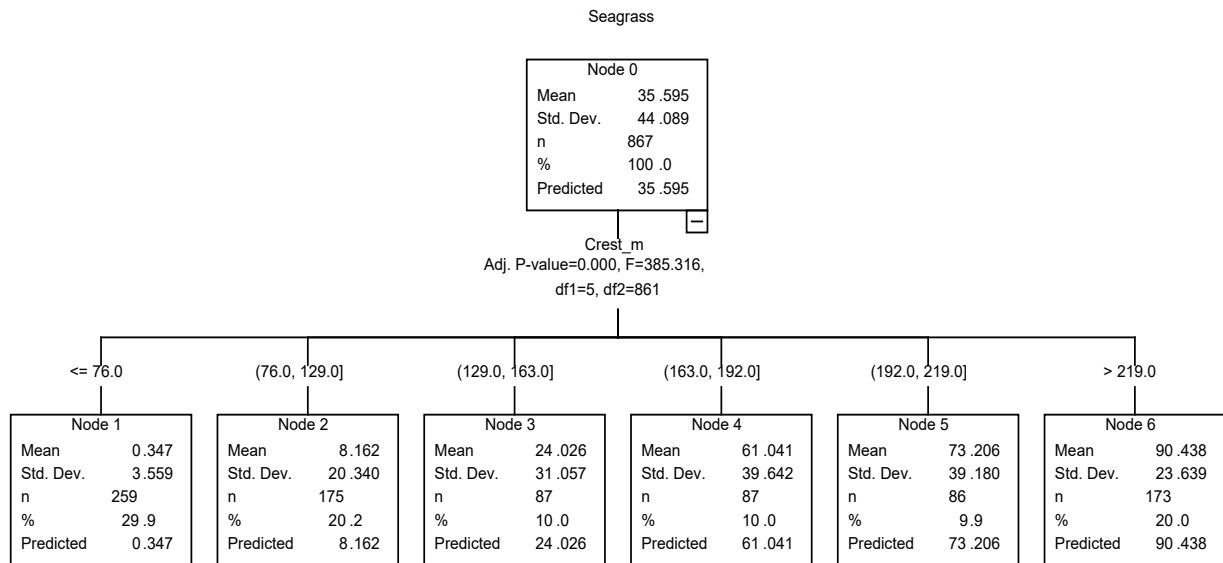 Seagrass
Node 0
Mean 35 .595
Std. Dev. 44 .089
n 867
% 100 .0
Predicted 35 .595
Crest_m
Adj. P-value=0.000, F=385.316,
df1=5, df2=861
<= 76.0 (76.0, 129.0] (129.0, 163.0] (163.0, 192.0] (192.0, 219.0] > 219.0
Node 1
Mean 0.347
Std. Dev. 3.559
n 259
% 29 .9
Predicted 0.347
Node 2
Mean 8.162
Std. Dev. 20 .340
n 175
% 20 .2
Predicted 8.162
Node 3
Mean 24 .026
Std. Dev. 31 .057
n 87
% 10 .0
Predicted 24 .026
Node 4
Mean 61 .041
Std. Dev. 39 .642
n 87
% 10 .0
Predicted 61 .041
Node 5
Mean 73 .206
Std. Dev. 39 .180
n 86
% 9.9
Predicted 73 .206
Node 6
Mean 90 .438
Std. Dev. 23 .639
n 173
% 20 .0
Predicted 90 .438